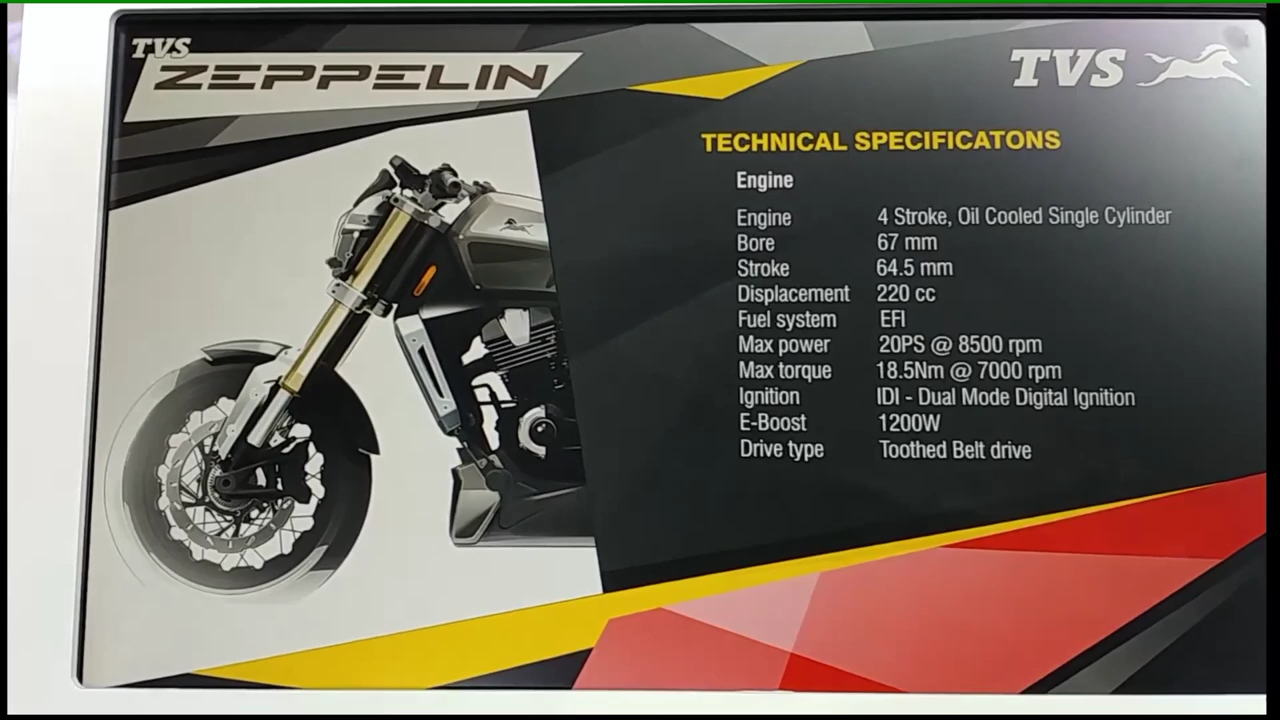 TVS
ZEPPELIN
TVS
TECHNICAL SPECIFICATONS
Engine
Engine 4 Stroke, Oil Cooled Single Cylinder
Bore 67 mm
Stroke 64.5 mm
Displacement 220 cc
Fuel system EFI
Max power 20PS @ 8500 rpm
Max torque 18.5Nm @ 7000 rpm
Ignition IDI - Dual Mode Digital Ignition
E-Boost 1200W
Drive type Toothed Belt drive